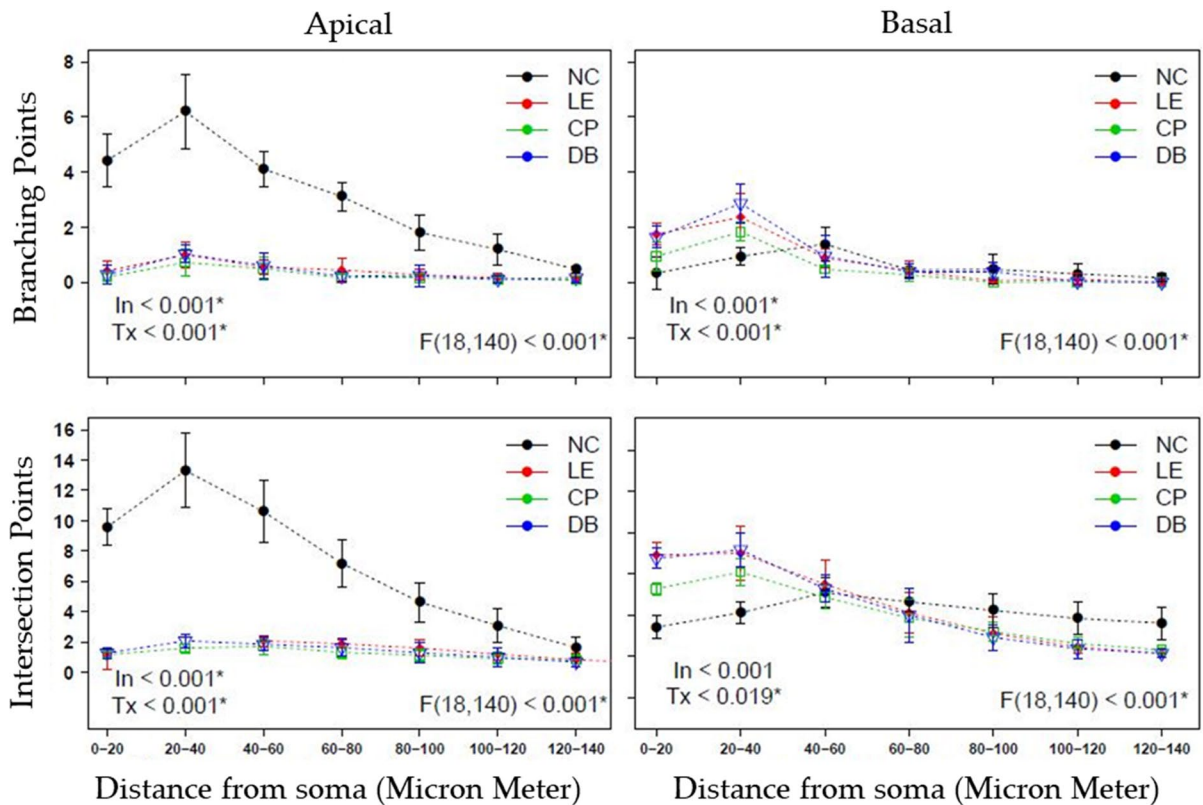 Apical
Basal
Branching Points
8
6
4
2
0
NC
LE
CP
DB
In < 0.001*
Tx < 0.001*
F(18,140) < 0.001*
NC
LE
CP
DB
In < 0.001*
Tx < 0.001*
F(18,140) < 0.001*
Intersection Points
16
14
12
10
8
6
4
2
0
NC
LE
CP
DB
In < 0.001*
Tx < 0.001*
F(18,140) < 0.001*
NC
LE
CP
DB
In < 0.001
Tx < 0.019*
F(18,140) < 0.001*
0–20 20–40 40–60 60–80 80–100 100–120 120–140
0–20 20–40 40–60 60–80 80–100 100–120 120–140
Distance from soma (Micron Meter)
Distance from soma (Micron Meter)